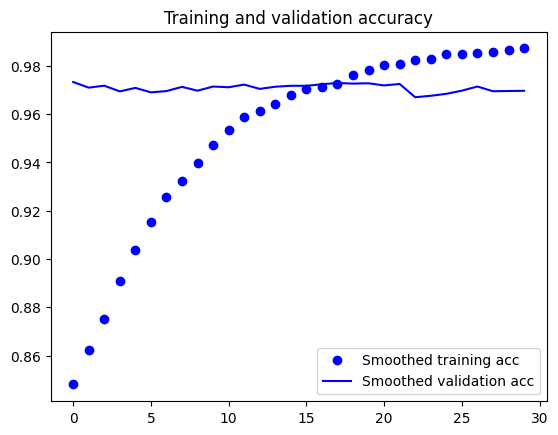 Training and validation accuracy
0.98
0.96
0.94
0.92
0.90
0.88
0.86
Smoothed training acc
Smoothed validation acc
0 5 10 15 20 25 30